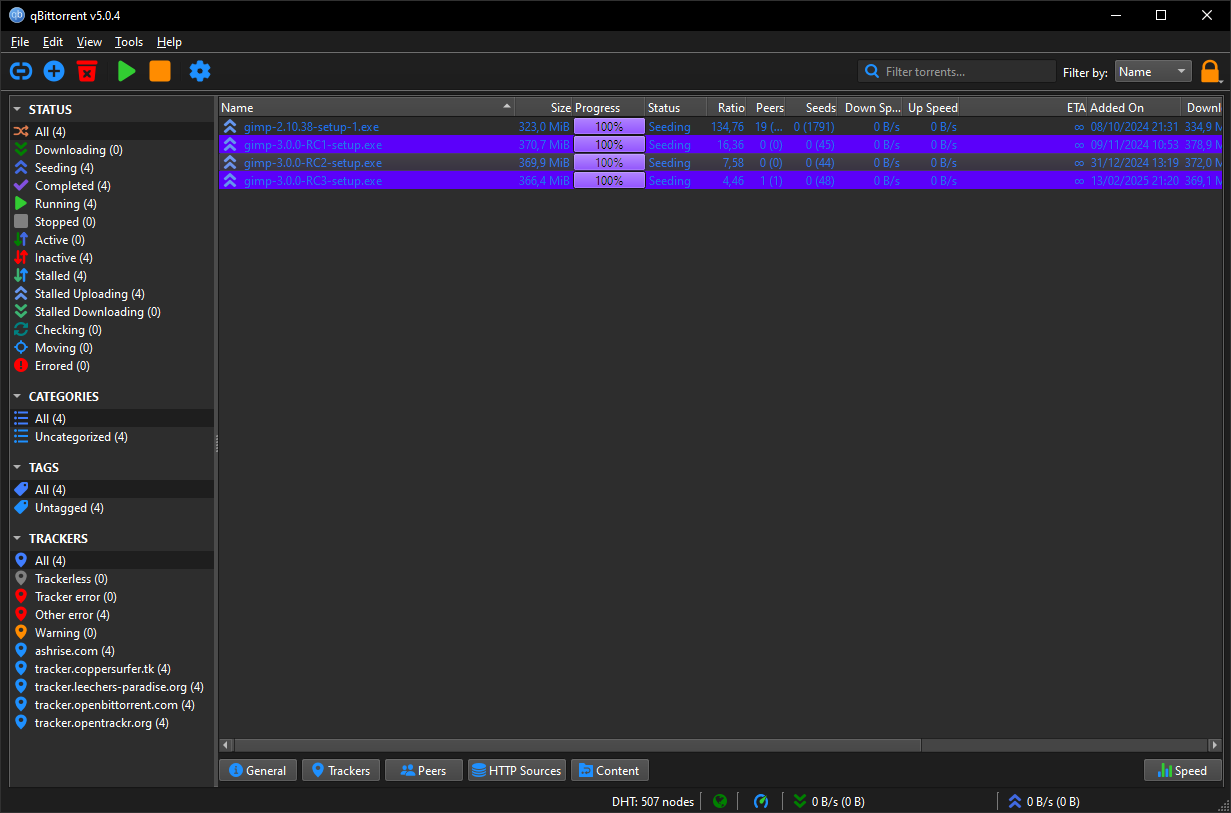 qBittorrent v5.0.4
File Edit View Tools Help
Filter torrents... Filter by: Name
STATUS
All (4)
Downloading (0)
Seeding (4)
Completed (4)
Running (4)
Stopped (0)
Active (0)
Inactive (4)
Stalled (4)
Stalled Uploading (4)
Stalled Downloading (0)
Checking (0)
Moving (0)
Errored (0)
CATEGORIES
All (4)
Uncategorized (4)
TAGS
All (4)
Untagged (4)
TRACKERS
All (4)
Trackerless (0)
Tracker error (0)
Other error (4)
Warning (0)
ashrise.com (4)
tracker.coppersurfer.tk (4)
tracker.leechers-paradise.org (4)
tracker.openbittorrent.com (4)
tracker.opentrackr.org (4)
Name Size Progress Status Ratio Peers Seeds Down Sp... Up Speed ETA Added On Downl
gimp-2.10.38-setup-1.exe 323,0 MiB 100% Seeding 134,76 19 (... 0 (1791) 0 B/s 0 B/s ∞ 08/10/2024 21:31 334,9 M
gimp-3.0.0-RC1-setup.exe 370,7 MiB 100% Seeding 16,36 0 (0) 0 (45) 0 B/s 0 B/s ∞ 09/11/2024 10:53 378,9 M
gimp-3.0.0-RC2-setup.exe 369,9 MiB 100% Seeding 7,58 0 (0) 0 (44) 0 B/s 0 B/s ∞ 31/12/2024 13:19 372,0 M
gimp-3.0.0-RC3-setup.exe 366,4 MiB 100% Seeding 4,46 1 (1) 0 (48) 0 B/s 0 B/s ∞ 13/02/2025 21:20 369,1 M
General Trackers Peers HTTP Sources Content Speed
DHT: 507 nodes 0 B/s (0 B) 0 B/s (0 B)